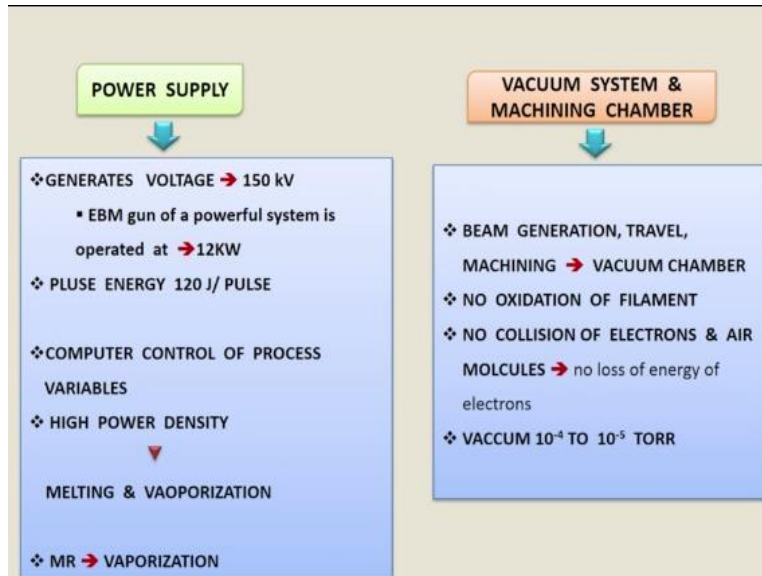 POWER SUPPLY
❖GENERATES VOLTAGE ➔ 150 kV
▪ EBM gun of a powerful system is
operated at ➔12KW
❖ PLUSE ENERGY 120 J/ PULSE
❖COMPUTER CONTROL OF PROCESS
VARIABLES
❖ HIGH POWER DENSITY
MELTING & VAOPORIZATION
❖ MR ➔ VAPORIZATION
VACUUM SYSTEM &
MACHINING CHAMBER
❖ BEAM GENERATION, TRAVEL,
MACHINING ➔ VACUUM CHAMBER
❖ NO OXIDATION OF FILAMENT
❖ NO COLLISION OF ELECTRONS & AIR
MOLCULES ➔ no loss of energy of
electrons
❖ VACCUM 10⁻⁴ TO 10⁻⁵ TORR